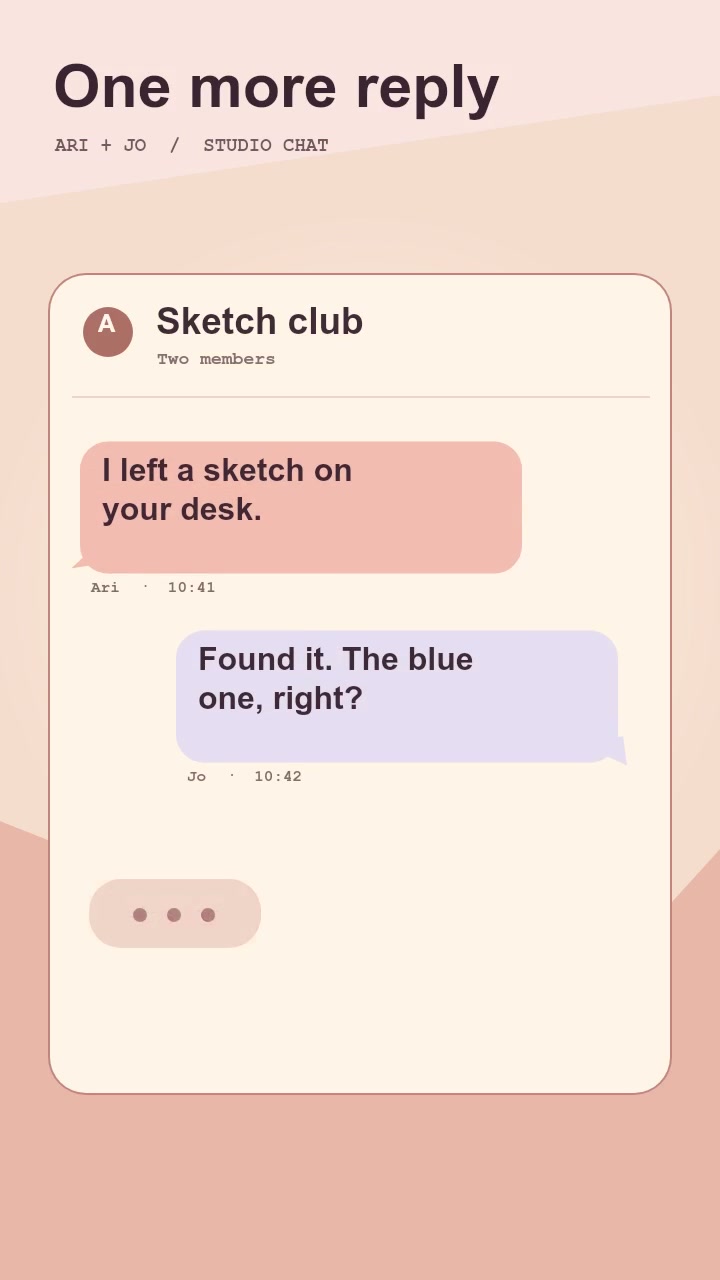 One more reply
ARI + JO / STUDIO CHAT
A
Sketch club
Two members
I left a sketch on
your desk.
Ari · 10:41
Found it. The blue
one, right?
Jo · 10:42